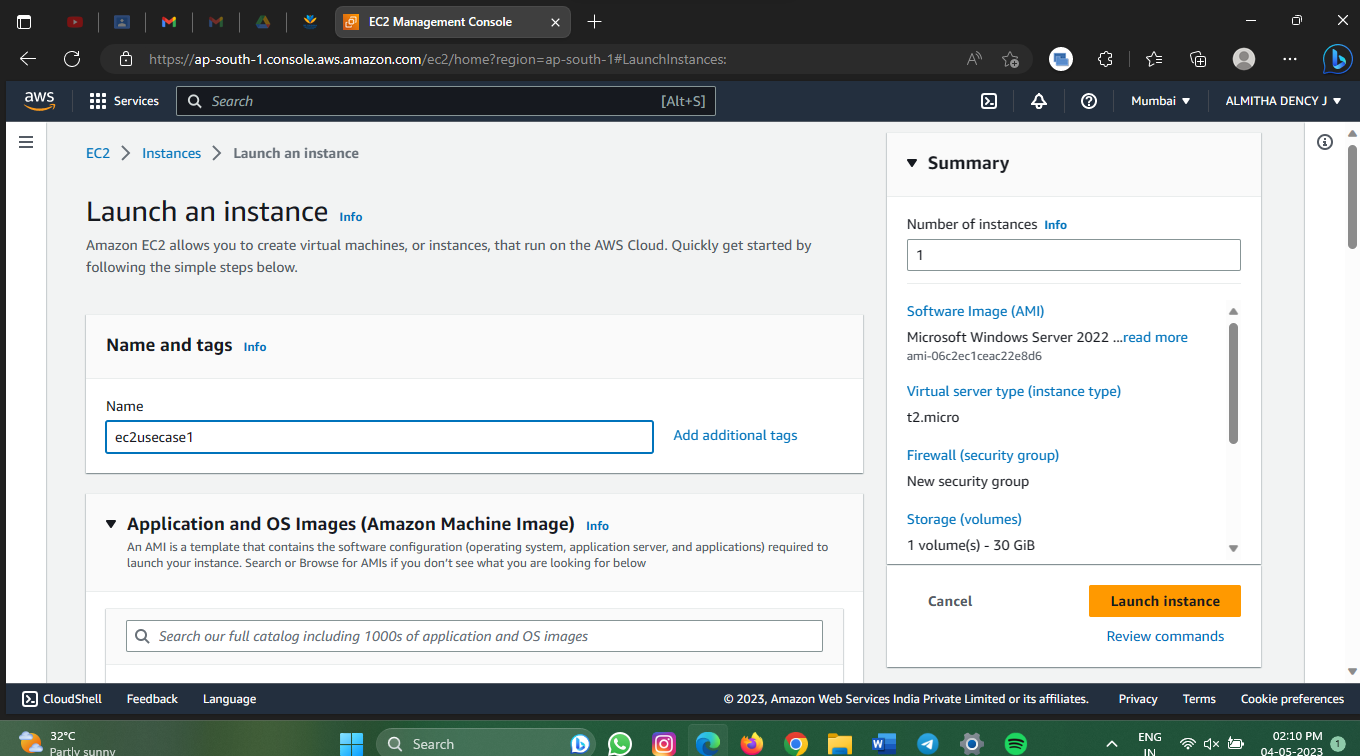 EC2 Management Console
https://ap-south-1.console.aws.amazon.com/ec2/home?region=ap-south-1#LaunchInstances:
aws
Services
Search
[Alt+S]
Mumbai
ALMITHA DENCY J
EC2
Instances
Launch an instance
Launch an instance Info
Amazon EC2 allows you to create virtual machines, or instances, that run on the AWS Cloud. Quickly get started by
following the simple steps below.
Name and tags Info
Name
ec2usecase1
Add additional tags
Application and OS Images (Amazon Machine Image) Info
An AMI is a template that contains the software configuration (operating system, application server, and applications) required to
launch your instance. Search or Browse for AMIs if you don't see what you are looking for below
Search our full catalog including 1000s of application and OS images
Summary
Number of instances Info
1
Software Image (AMI)
Microsoft Windows Server 2022 ...read more
ami-06c2ec1ceac22e8d6
Virtual server type (instance type)
t2.micro
Firewall (security group)
New security group
Storage (volumes)
1 volume(s) - 30 GiB
Cancel
Launch instance
Review commands
CloudShell
Feedback
Language
© 2023, Amazon Web Services India Private Limited or its affiliates.
Privacy
Terms
Cookie preferences
32°C
Partly sunny
Search
ENG
IN
02:10 PM
04-05-2023
1